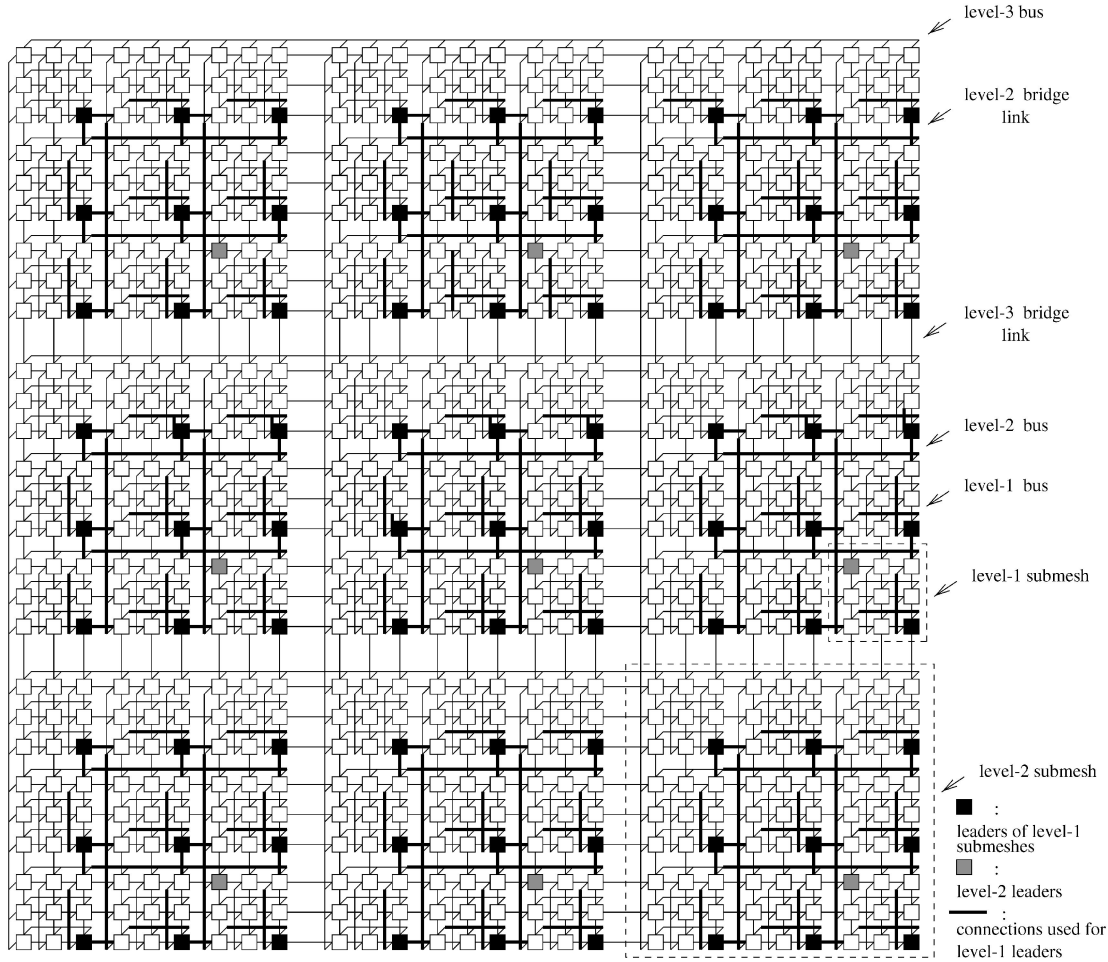 level-3 bus
level-2 bridge
link
level-3 bridge
link
level-2 bus
level-1 bus
level-1 submesh
level-2 submesh
:
leaders of level-1
submeshes
:
level-2 leaders
:
connections used for
level-1 leaders